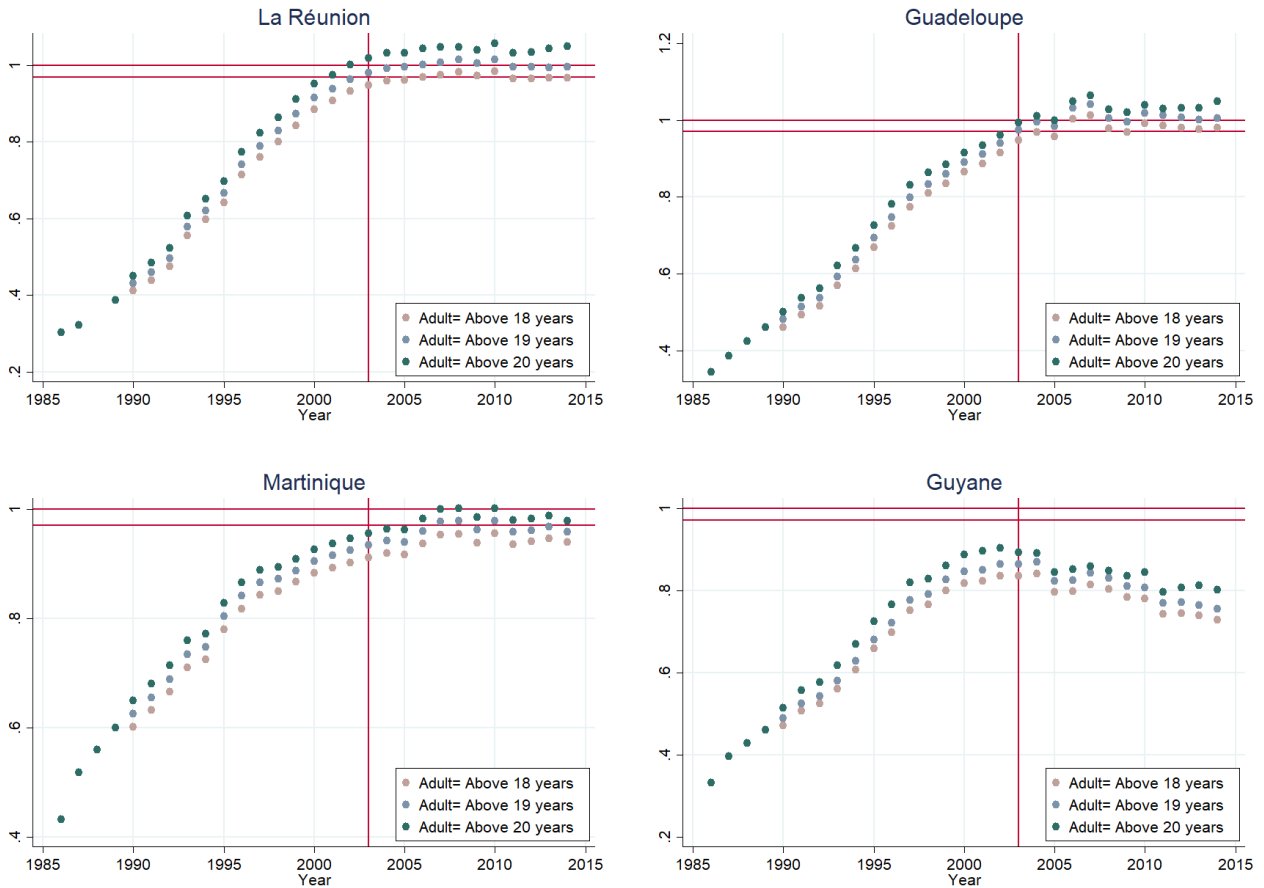 La Réunion
1
.8
.6
.4
.2
Adult= Above 18 years
Adult= Above 19 years
Adult= Above 20 years
1985 1990 1995 2000 2005 2010 2015
Year
Guadeloupe
1.2
1
.8
.6
.4
Adult= Above 18 years
Adult= Above 19 years
Adult= Above 20 years
1985 1990 1995 2000 2005 2010 2015
Year
Martinique
1
.8
.6
.4
Adult= Above 18 years
Adult= Above 19 years
Adult= Above 20 years
1985 1990 1995 2000 2005 2010 2015
Year
Guyane
1
.8
.6
.4
.2
Adult= Above 18 years
Adult= Above 19 years
Adult= Above 20 years
1985 1990 1995 2000 2005 2010 2015
Year